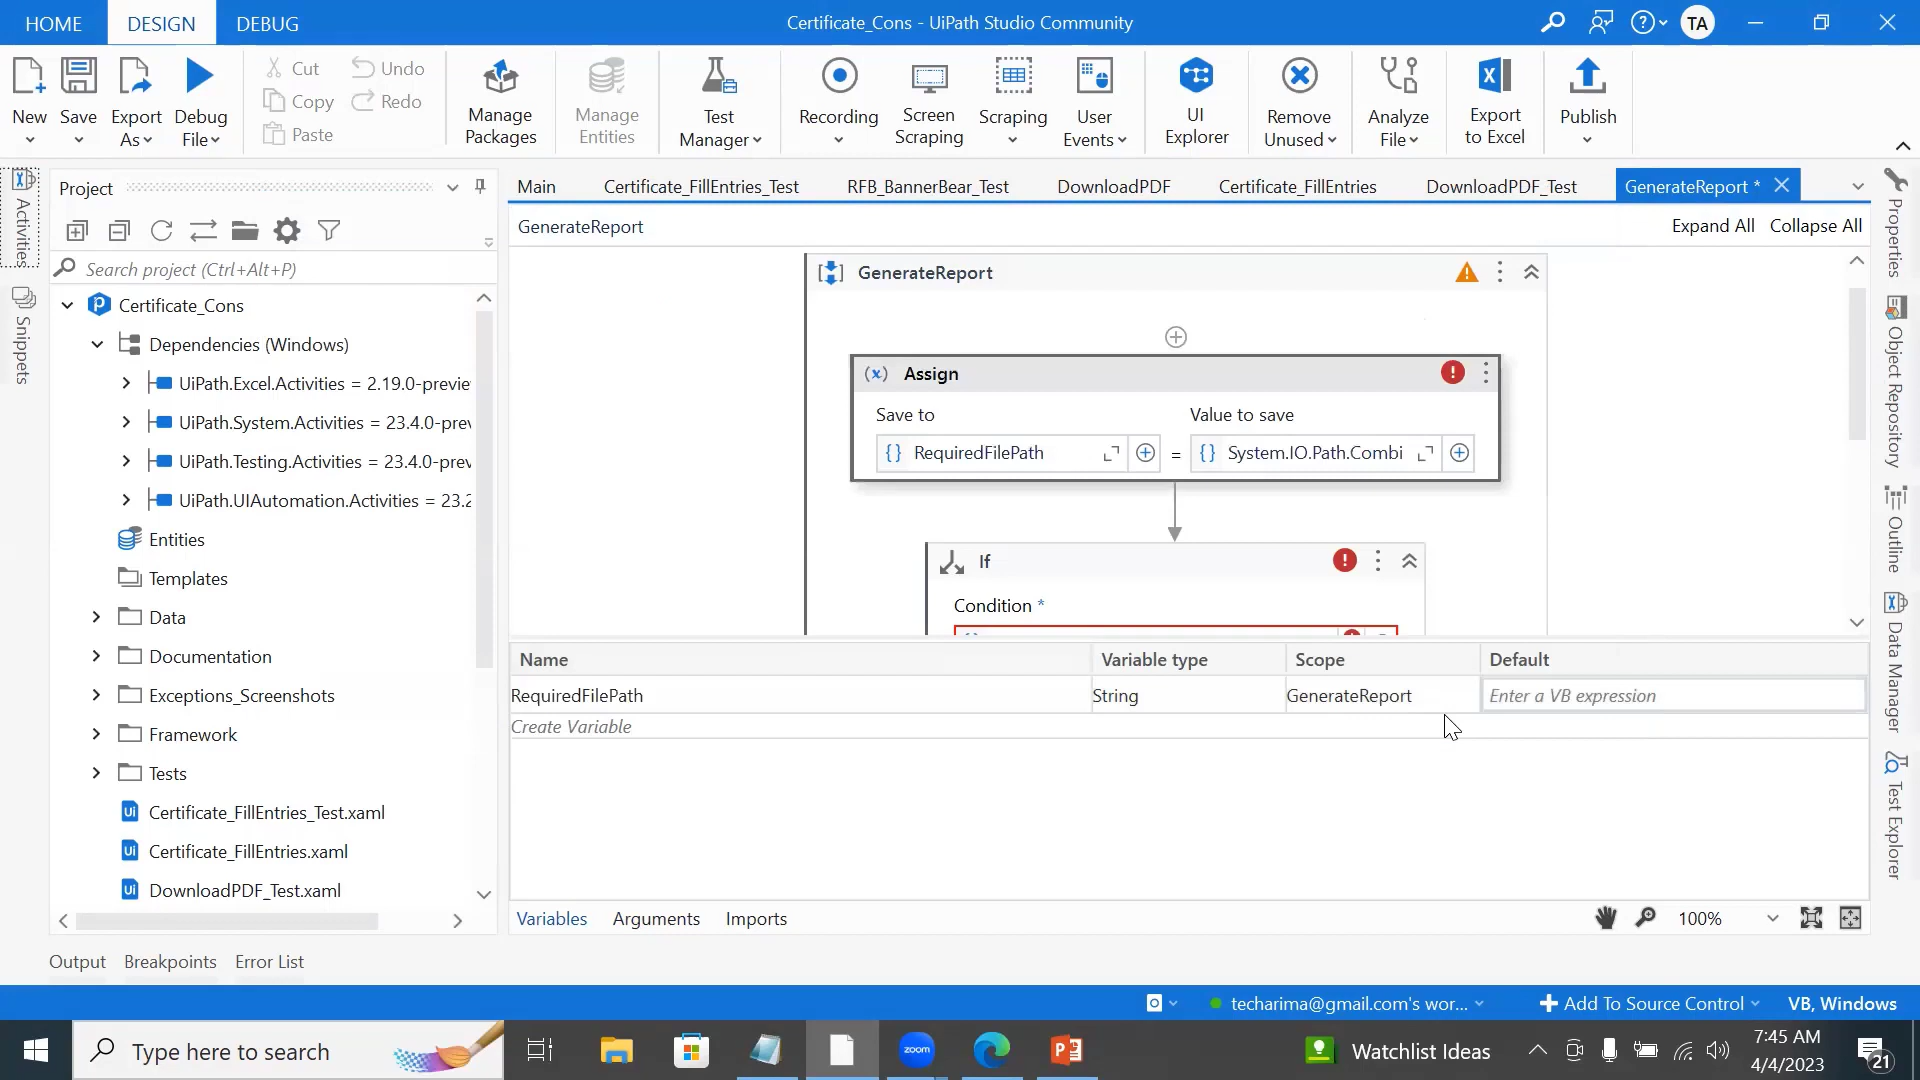 HOME DESIGN DEBUG
Certificate_Cons - UiPath Studio Community
TA
New
Save
Export As
Debug File
Cut
Copy
Paste
Undo
Redo
Manage Packages
Manage Entities
Test Manager
Recording
Screen Scraping
Scraping
User Events
UI Explorer
Remove Unused
Analyze File
Export to Excel
Publish
Activities
Snippets
Project
Search project (Ctrl+Alt+P)
Certificate_Cons
Dependencies (Windows)
UiPath.Excel.Activities = 2.19.0-previe
UiPath.System.Activities = 23.4.0-prev
UiPath.Testing.Activities = 23.4.0-prev
UiPath.UIAutomation.Activities = 23.2
Entities
Templates
Data
Documentation
Exceptions_Screenshots
Framework
Tests
Certificate_FillEntries_Test.xaml
Certificate_FillEntries.xaml
DownloadPDF_Test.xaml
Main Certificate_FillEntries_Test RFB_BannerBear_Test DownloadPDF Certificate_FillEntries DownloadPDF_Test GenerateReport *
GenerateReport
Expand All Collapse All
GenerateReport
Assign
Save to Value to save
RequiredFilePath = System.IO.Path.Combi
If
Condition *
Name Variable type Scope Default
RequiredFilePath String GenerateReport Enter a VB expression
Create Variable
Variables Arguments Imports
100%
Properties
Object Repository
Outline
Data Manager
Test Explorer
Output Breakpoints Error List
techarima@gmail.com's wor...
Add To Source Control
VB, Windows
Type here to search
zoom
Watchlist Ideas
7:45 AM
4/4/2023
21